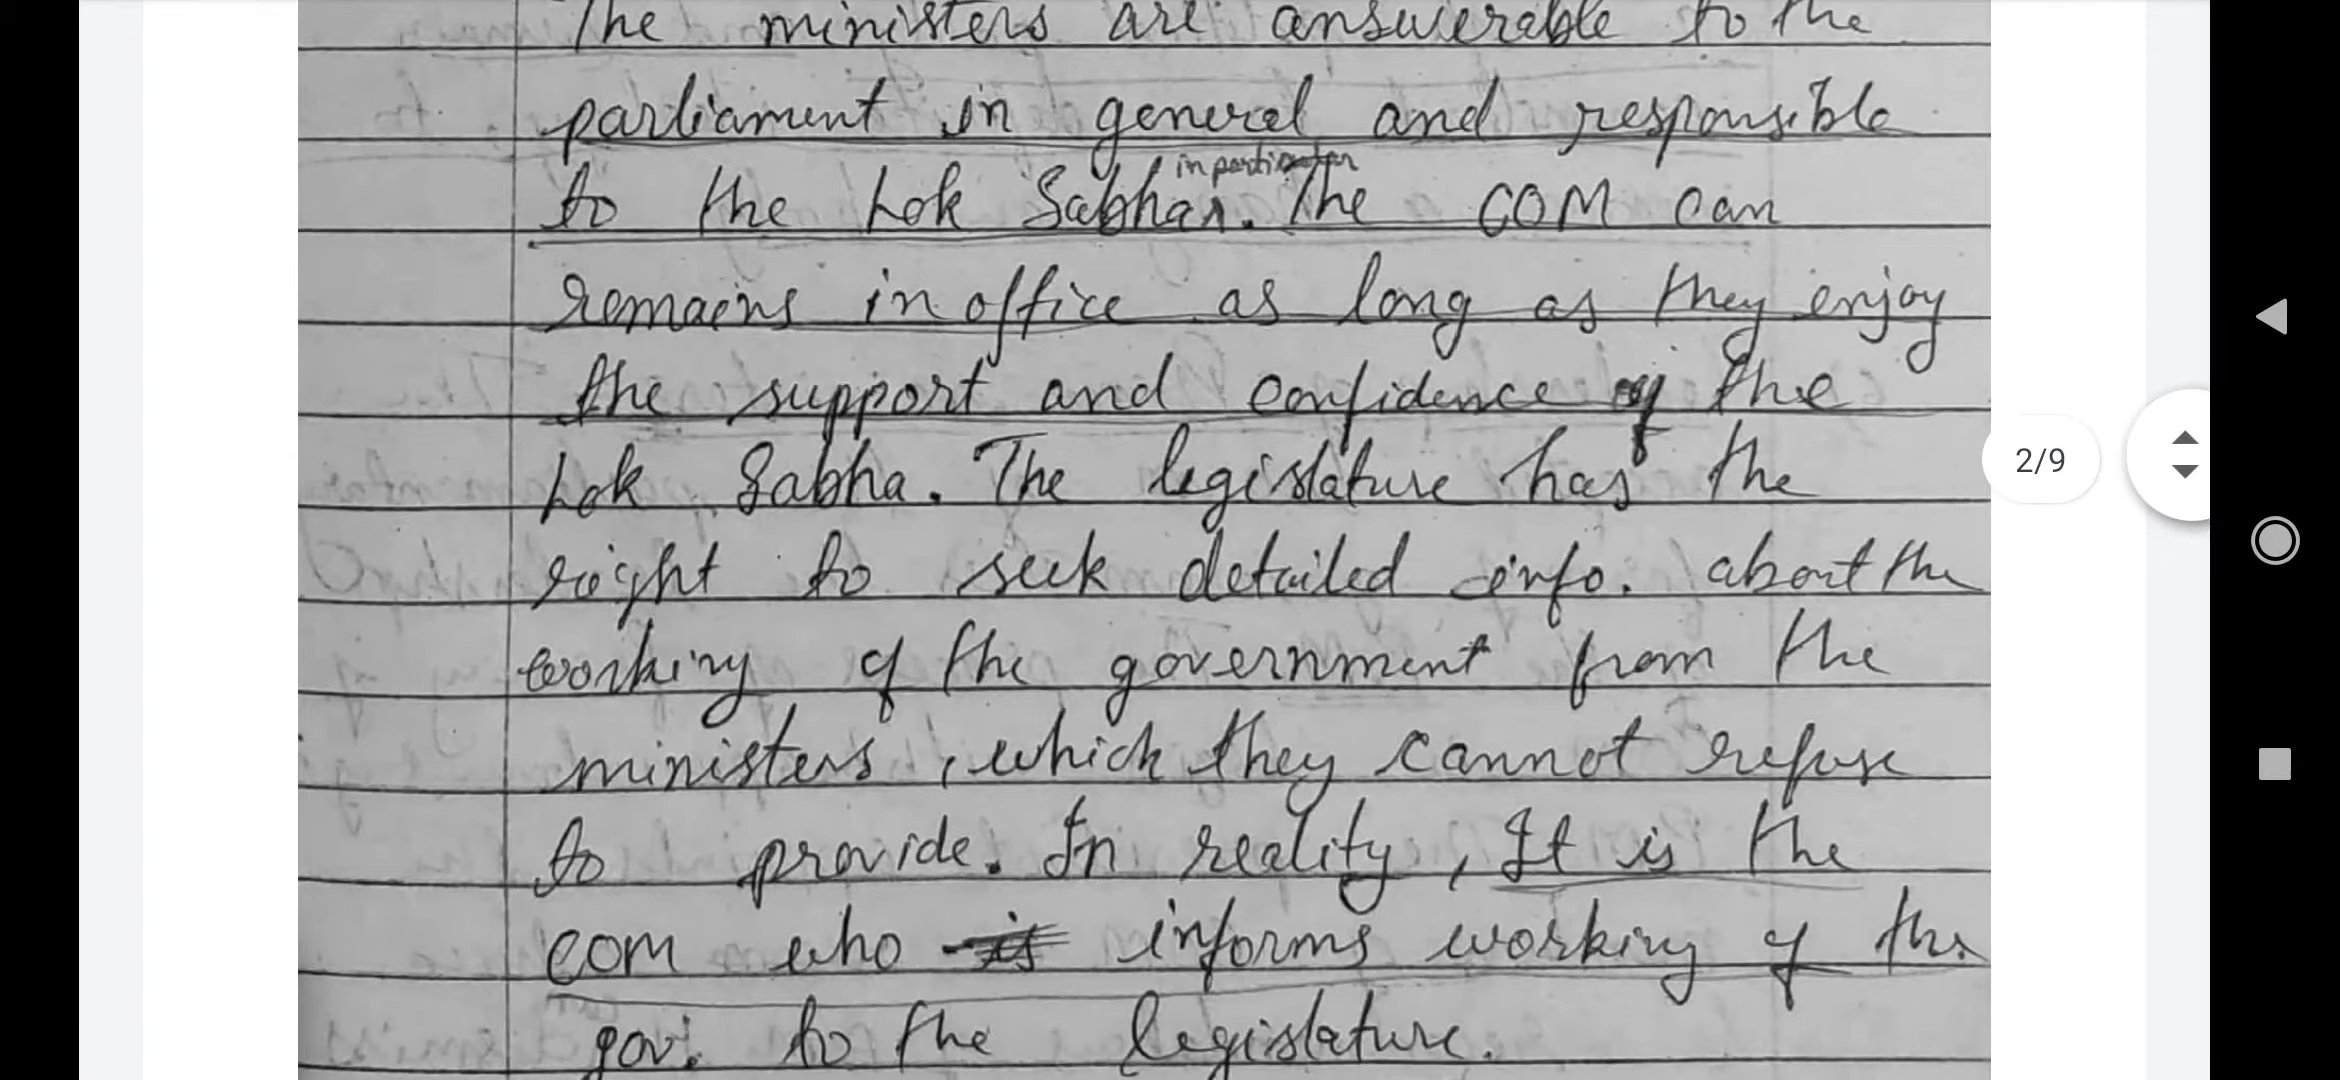 The ministers are answerable to the
parliament in general and responsible
in particular
to the Lok Sabha. The COM can
remains in office as long as they enjoy
the support and confidence of the
Lok Sabha. The legislature has the
right to seek detailed info. about the
working of the government from the
ministers, which they cannot refuse
to provide. In reality, It is the
COM who is informs working of the
gov. to the legislature.
2/9